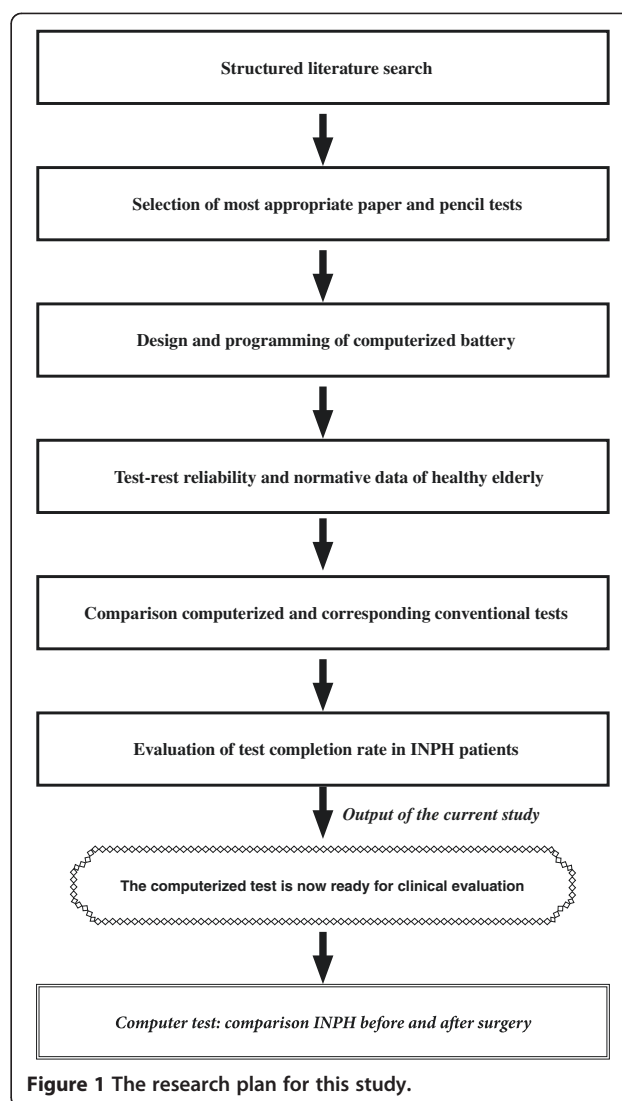 Structured literature search
Selection of most appropriate paper and pencil tests
Design and programming of computerized battery
Test-rest reliability and normative data of healthy elderly
Comparison computerized and corresponding conventional tests
Evaluation of test completion rate in INPH patients
Output of the current study
The computerized test is now ready for clinical evaluation
Computer test: comparison INPH before and after surgery
Figure 1 The research plan for this study.